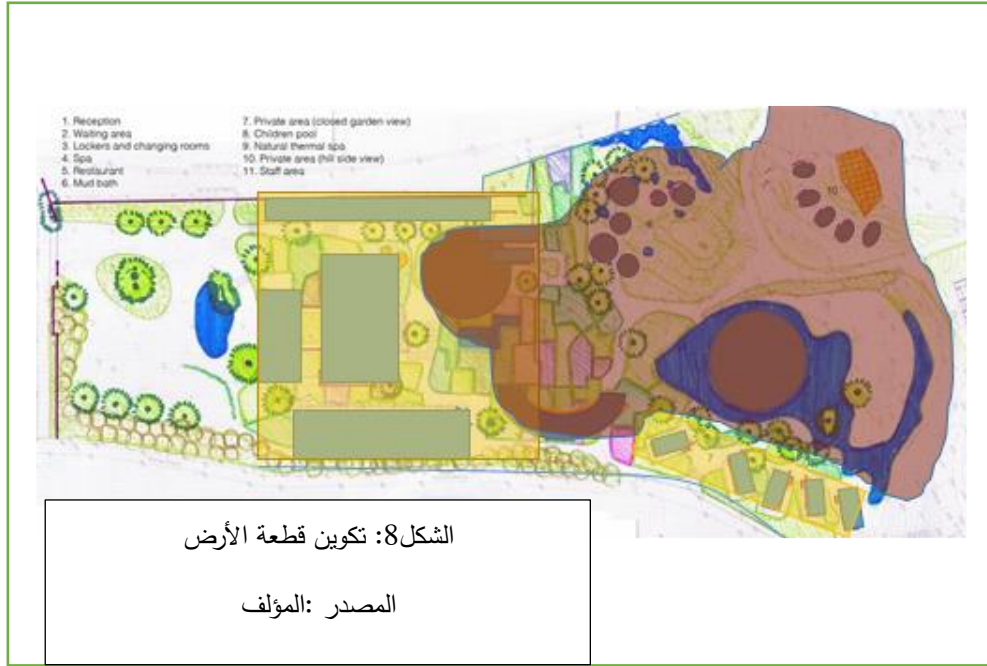 1. Reception
2. Waiting area
3. Lockers and changing rooms
4. Spa
5. Restaurant
6. Mud bath
7. Private area (closed garden view)
8. Children pool
9. Natural thermal spa
10. Private area (hill side view)
11. Staff area
10
7
الشكل8: تكوين قطعة الأرض
المصدر :المؤلف